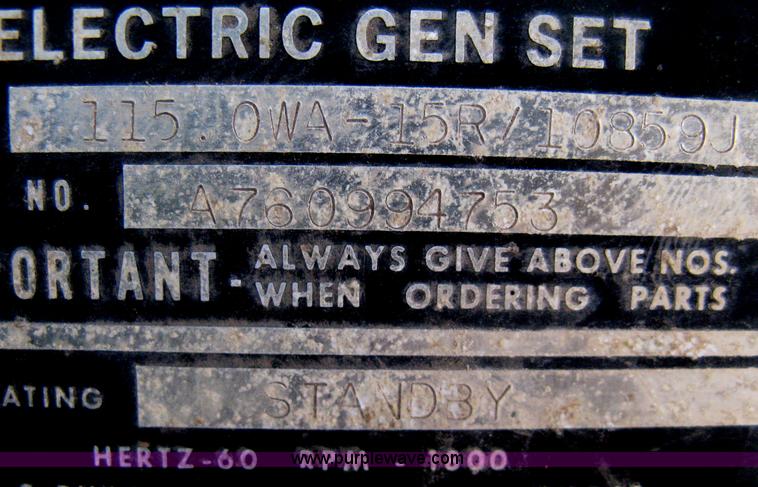 ELECTRIC GEN SET
115.0WA-15R/10859J
NO. A760994753
ORTANT- ALWAYS GIVE ABOVE NOS.
WHEN ORDERING PARTS
ATING STANDBY
HERTZ-60
www.purplewave.com